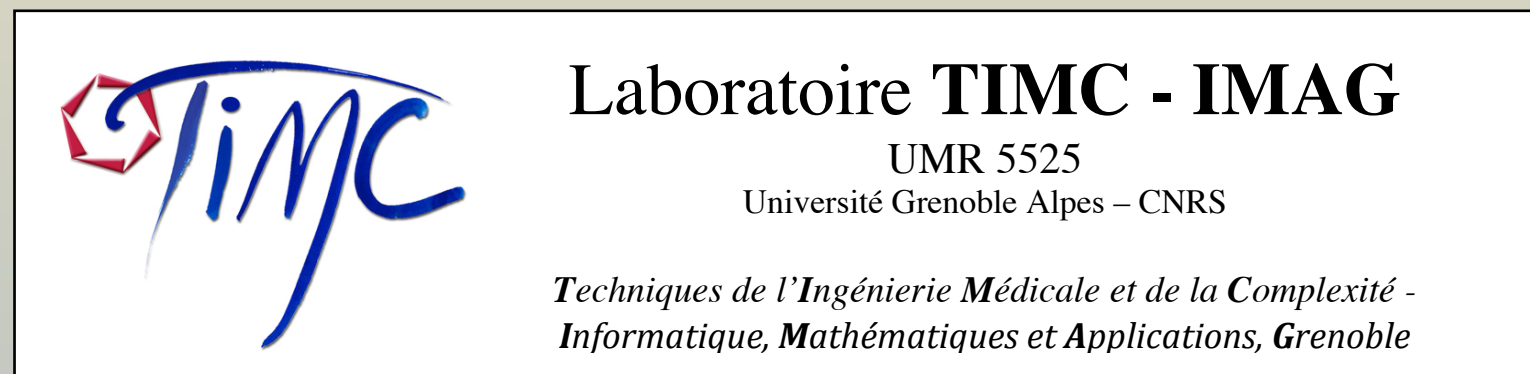 TiMC
Laboratoire TIMC - IMAG
UMR 5525
Université Grenoble Alpes – CNRS
Techniques de l’Ingénierie Médicale et de la Complexité -
Informatique, Mathématiques et Applications, Grenoble